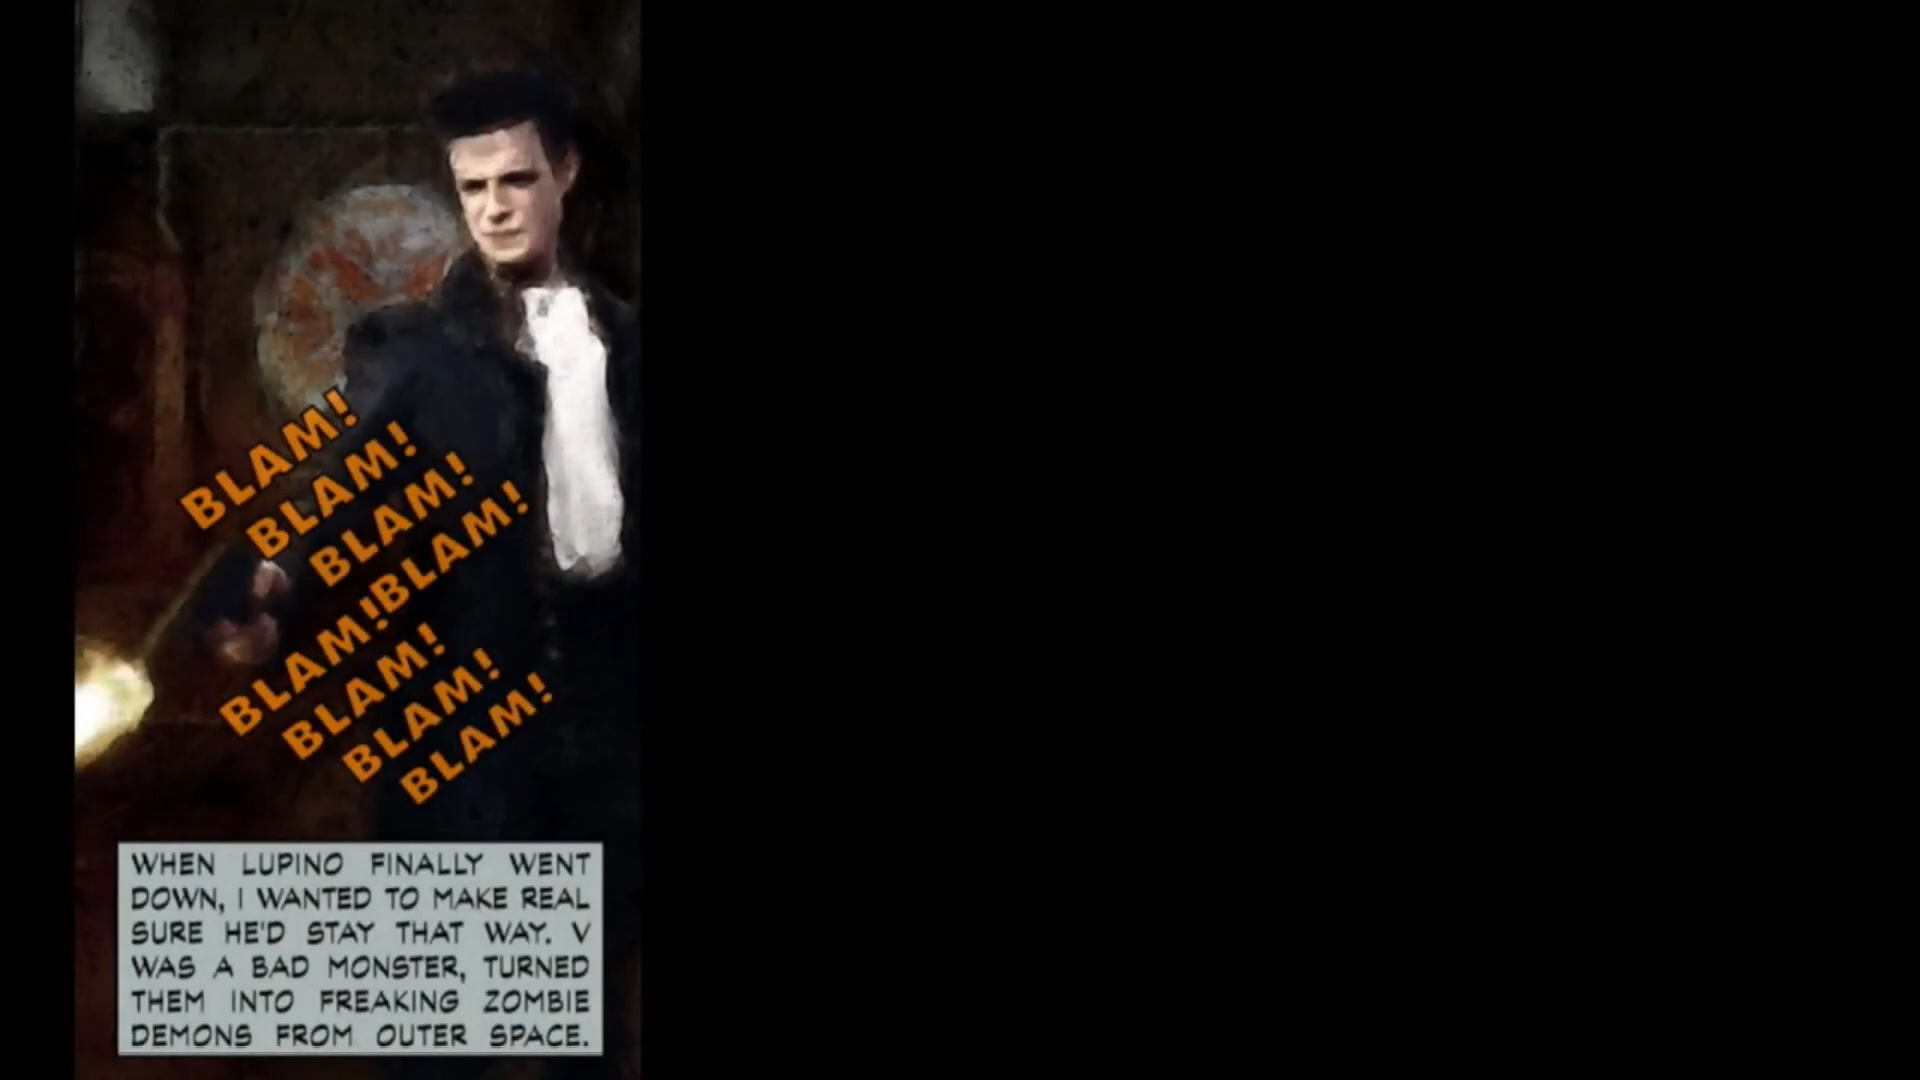 BLAM!
BLAM!
BLAM!
BLAM!
BLAM!
BLAM!
BLAM!
BLAM!
WHEN LUPINO FINALLY WENT
DOWN, I WANTED TO MAKE REAL
SURE HE'D STAY THAT WAY. V
WAS A BAD MONSTER, TURNED
THEM INTO FREAKING ZOMBIE
DEMONS FROM OUTER SPACE.